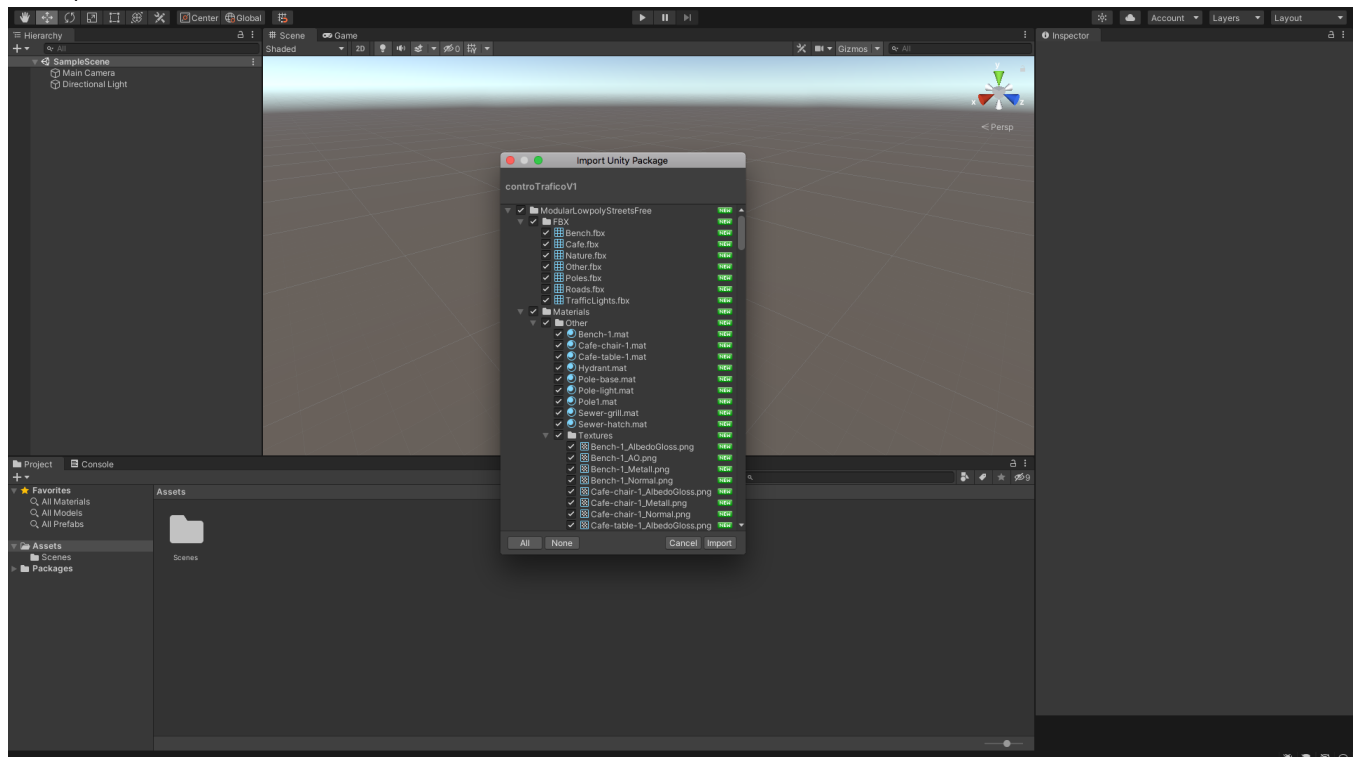 Center Global
Account Layers Layout
Hierarchy
Scene Game
Inspector
All
Shaded 2D 0 Gizmos All
SampleScene
Main Camera
Directional Light
y
x z
Persp
Import Unity Package
controTraficoV1
ModularLowpolyStreetsFree NEW
FBX NEW
Bench.fbx NEW
Cafe.fbx NEW
Nature.fbx NEW
Other.fbx NEW
Poles.fbx NEW
Roads.fbx NEW
TrafficLights.fbx NEW
Materials NEW
Other NEW
Bench-1.mat NEW
Cafe-chair-1.mat NEW
Cafe-table-1.mat NEW
Hydrant.mat NEW
Pole-base.mat NEW
Pole-light.mat NEW
Pole1.mat NEW
Sewer-grill.mat NEW
Sewer-hatch.mat NEW
Textures NEW
Bench-1_AlbedoGloss.png NEW
Bench-1_AO.png NEW
Bench-1_Metall.png NEW
Bench-1_Normal.png NEW
Cafe-chair-1_AlbedoGloss.png NEW
Cafe-chair-1_Metall.png NEW
Cafe-chair-1_Normal.png NEW
Cafe-table-1_AlbedoGloss.png NEW
All None Cancel Import
Project Console
9
Favorites
All Materials
All Models
All Prefabs
Assets
Scenes
Packages
Assets
Scenes